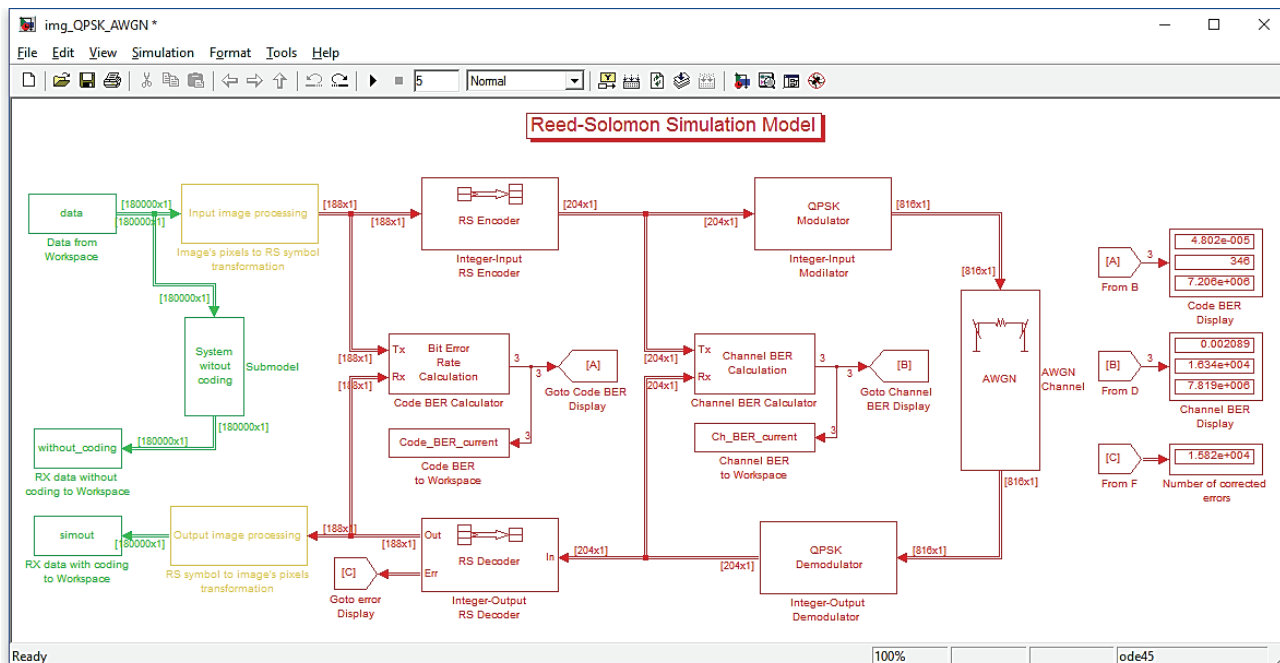 img_QPSK_AWGN *
File Edit View Simulation Format Tools Help
5 Normal
Reed-Solomon Simulation Model
data
Data from
Workspace
[180000x1]
[180000x1]
Input image processing
Image's pixels to RS symbol
transformation
[188x1]
[188x1]
RS Encoder
Integer-Input
RS Encoder
[204x1]
[204x1]
QPSK
Modulator
Integer-Input
Modilator
[816x1]
[816x1]
[180000x1]
System
witout
coding
Submodel
[180000x1]
without_coding
RX data without
coding to Workspace
[188x1]
[188x1]
Tx
Rx
Bit Error
Rate
Calculation
Code BER Calculator
3
3
[A]
Goto Code BER
Display
3
Code_BER_current
Code BER
to Workspace
[204x1]
[204x1]
Tx
Rx
Channel BER
Calculation
Channel BER Calculator
3
3
[B]
Goto Channel
BER Display
3
Ch_BER_current
Channel BER
to Workspace
AWGN
AWGN
Channel
[816x1]
[A]
From B
3
4.802e-005
346
7.206e+006
Code BER
Display
[B]
From D
3
0.002089
1.634e+004
7.819e+006
Channel BER
Display
[C]
From F
1.582e+004
Number of corrected
errors
simout
RX data with coding
to Workspace
[180000x1]
Output image processing
RS symbol to image's pixels
transformation
[188x1]
[188x1]
Out
Err
RS Decoder
In
Integer-Output
RS Decoder
[C]
Goto error
Display
[204x1]
[204x1]
QPSK
Demodulator
Integer-Output
Demodulator
[816x1]
Ready 100% ode45